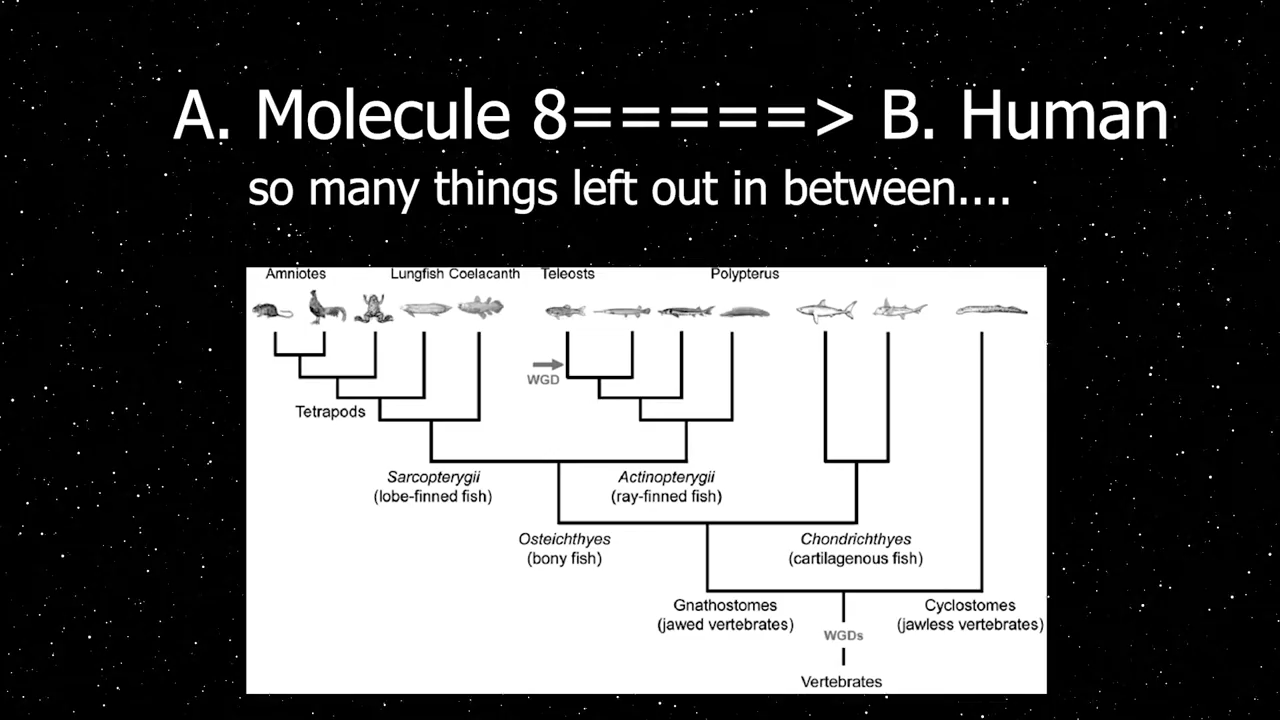 A. Molecule 8=====> B. Human
so many things left out in between....
Amniotes Lungfish Coelacanth Teleosts Polypterus
WGD
Tetrapods
Sarcopterygii Actinopterygii
(lobe-finned fish) (ray-finned fish)
Osteichthyes Chondrichthyes
(bony fish) (cartilagenous fish)
Gnathostomes Cyclostomes
(jawed vertebrates) (jawless vertebrates)
WGDs
Vertebrates